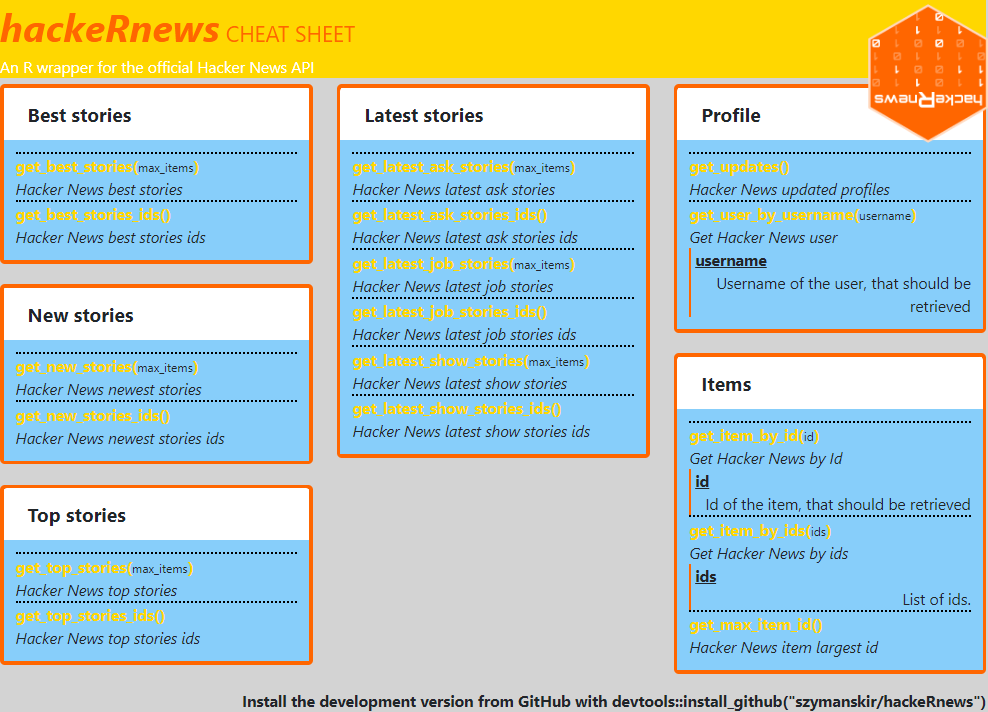 hackeRnews CHEAT SHEET
An R wrapper for the official Hacker News API
hackeRnews
Best stories
get_best_stories(max_items)
Hacker News best stories
get_best_stories_ids()
Hacker News best stories ids
New stories
get_new_stories(max_items)
Hacker News newest stories
get_new_stories_ids()
Hacker News newest stories ids
Top stories
get_top_stories(max_items)
Hacker News top stories
get_top_stories_ids()
Hacker News top stories ids
Latest stories
get_latest_ask_stories(max_items)
Hacker News latest ask stories
get_latest_ask_stories_ids()
Hacker News latest ask stories ids
get_latest_job_stories(max_items)
Hacker News latest job stories
get_latest_job_stories_ids()
Hacker News latest job stories ids
get_latest_show_stories(max_items)
Hacker News latest show stories
get_latest_show_stories_ids()
Hacker News latest show stories ids
Profile
get_updates()
Hacker News updated profiles
get_user_by_username(username)
Get Hacker News user
username
Username of the user, that should be
retrieved
Items
get_item_by_id(id)
Get Hacker News by Id
id
Id of the item, that should be retrieved
get_item_by_ids(ids)
Get Hacker News by ids
ids
List of ids.
get_max_item_id()
Hacker News item largest id
Install the development version from GitHub with devtools::install_github("szymanskir/hackeRnews")